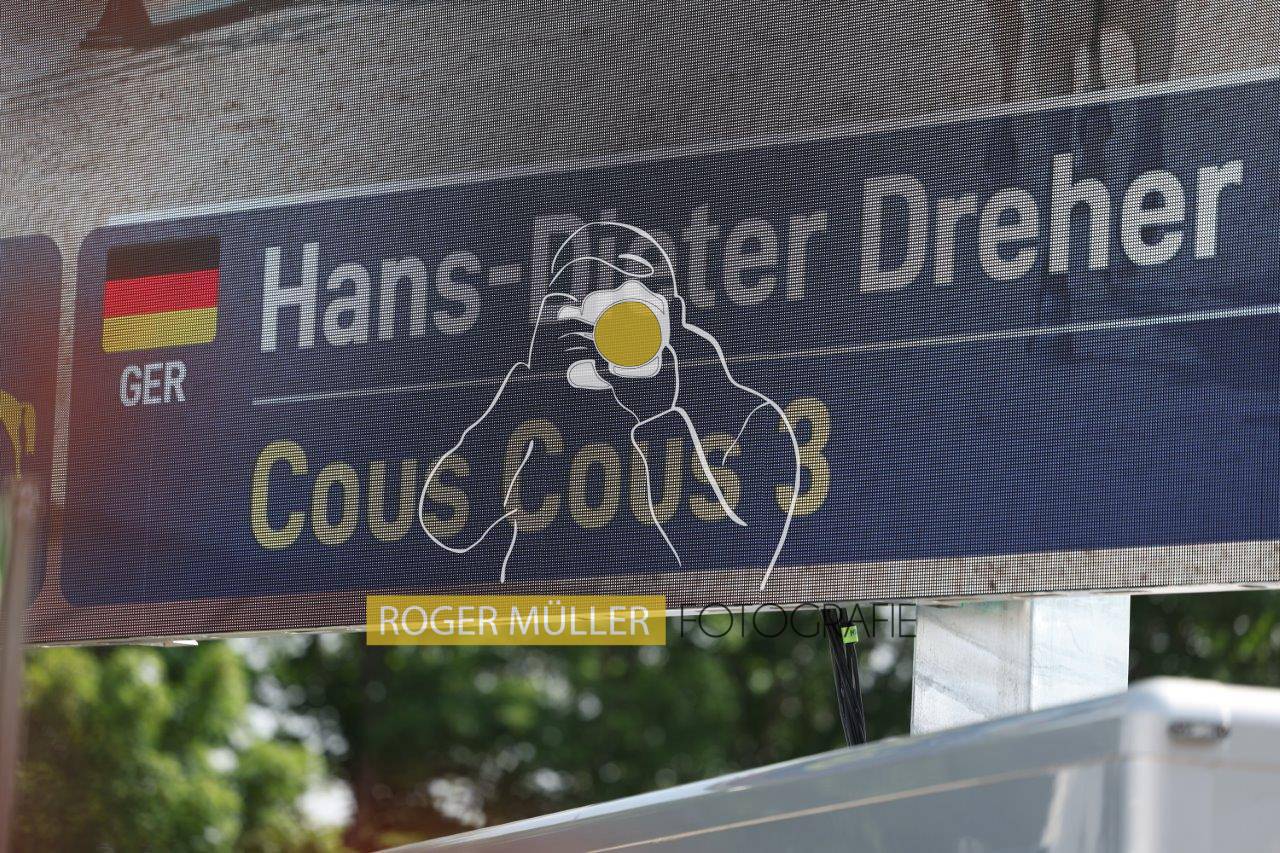 Hans-Dieter Dreher
GER
Cous Cous 3
ROGER MÜLLER FOTOGRAFIE